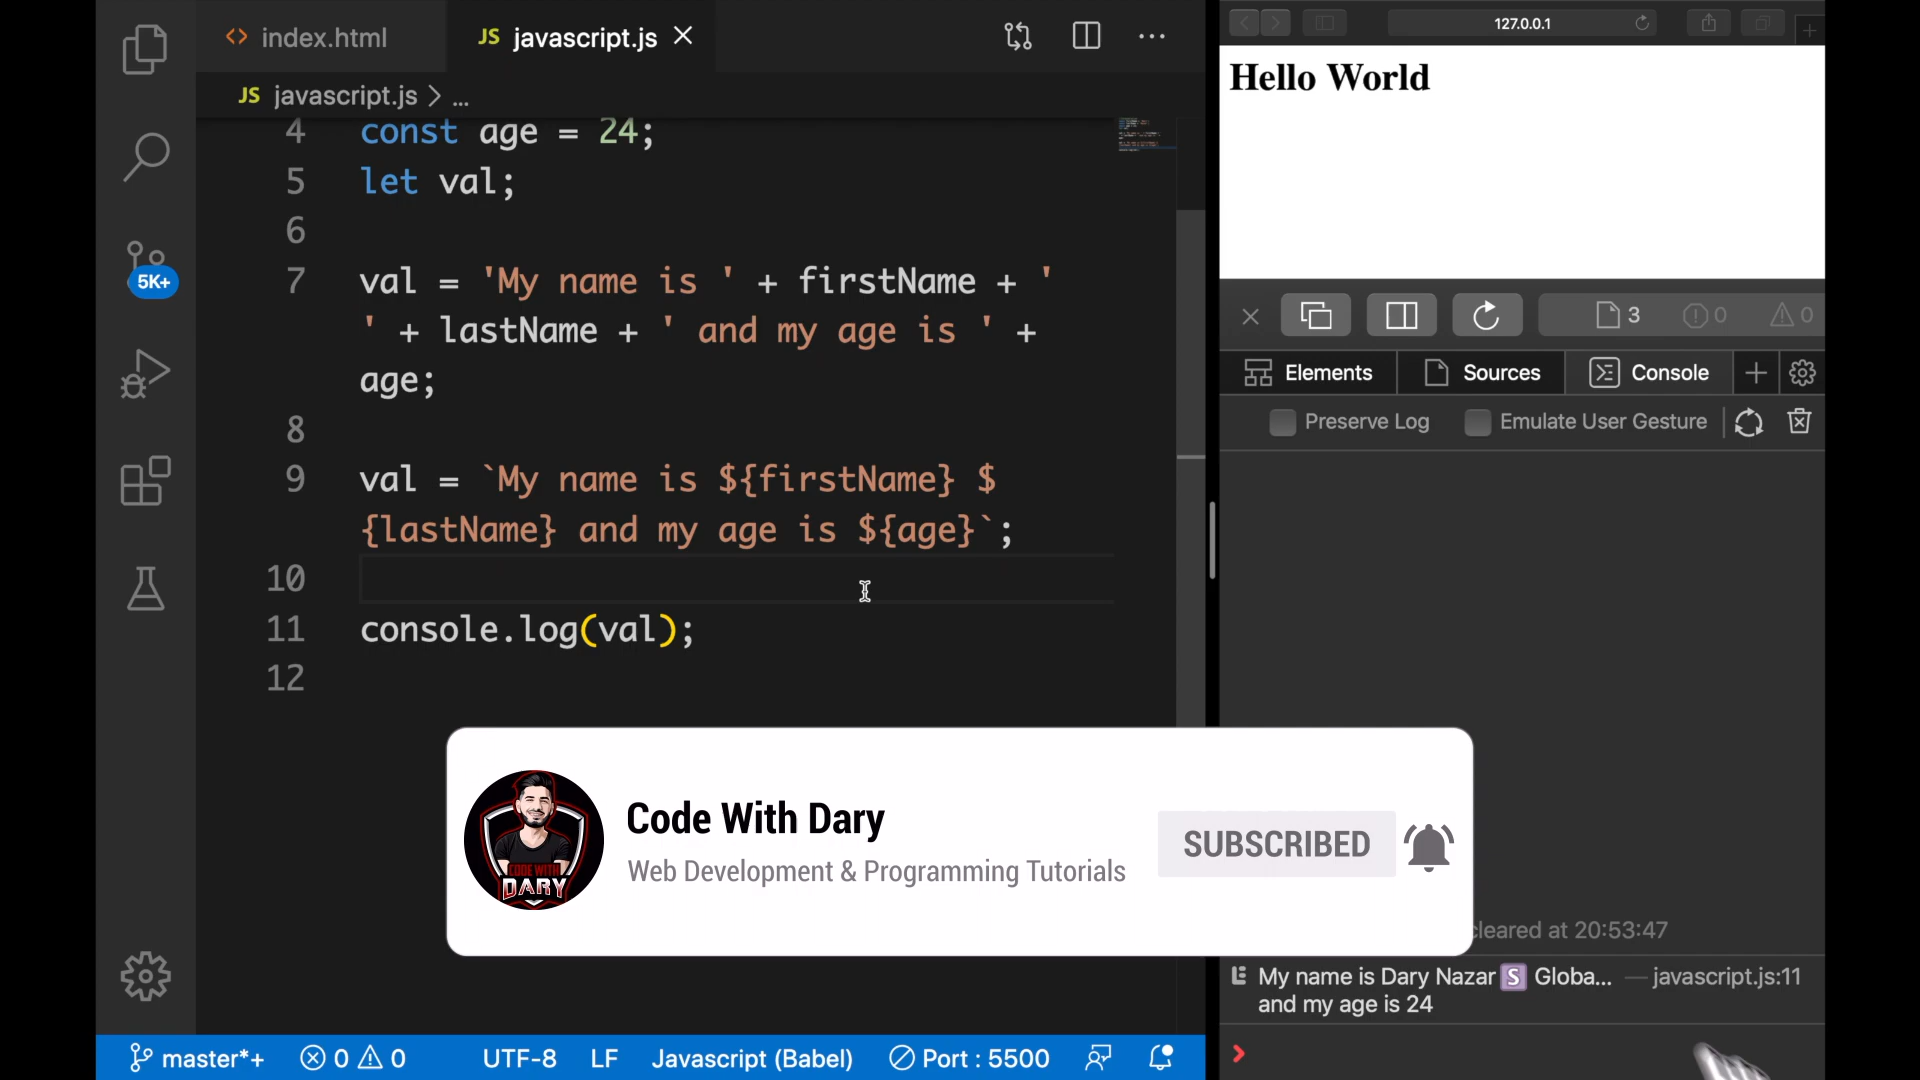 index.html
JS javascript.js
JS javascript.js > ...
4 const age = 24;
5 let val;
6
7 val = 'My name is ' + firstName + '
' + lastName + ' and my age is ' +
age;
8
9 val = `My name is ${firstName} $
{lastName} and my age is ${age}`;
10
11 console.log(val);
12
5K+
master*+
0
0
UTF-8
LF
Javascript (Babel)
Port : 5500
127.0.0.1
Hello World
3
0
0
Elements
Sources
Console
Preserve Log
Emulate User Gesture
Code With Dary
Web Development & Programming Tutorials
SUBSCRIBED
CODE WITH
DARY
cleared at 20:53:47
My name is Dary Nazar S Globa... — javascript.js:11
and my age is 24